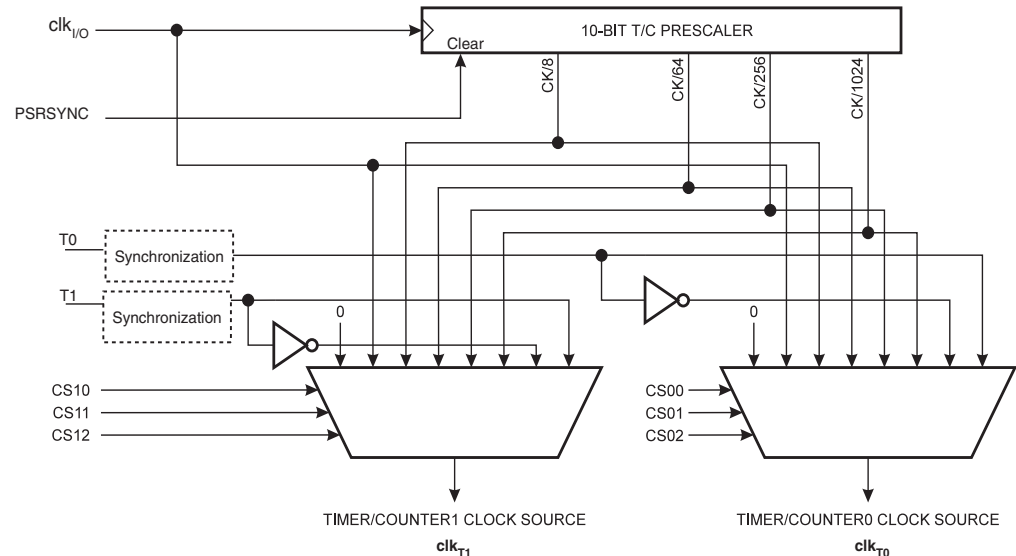 clkI/O
10-BIT T/C PRESCALER
Clear
CK/8
CK/64
CK/256
CK/1024
PSRSYNC
T0
Synchronization
T1
Synchronization
0
0
CS10
CS11
CS12
CS00
CS01
CS02
TIMER/COUNTER1 CLOCK SOURCE
clkT1
TIMER/COUNTER0 CLOCK SOURCE
clkT0